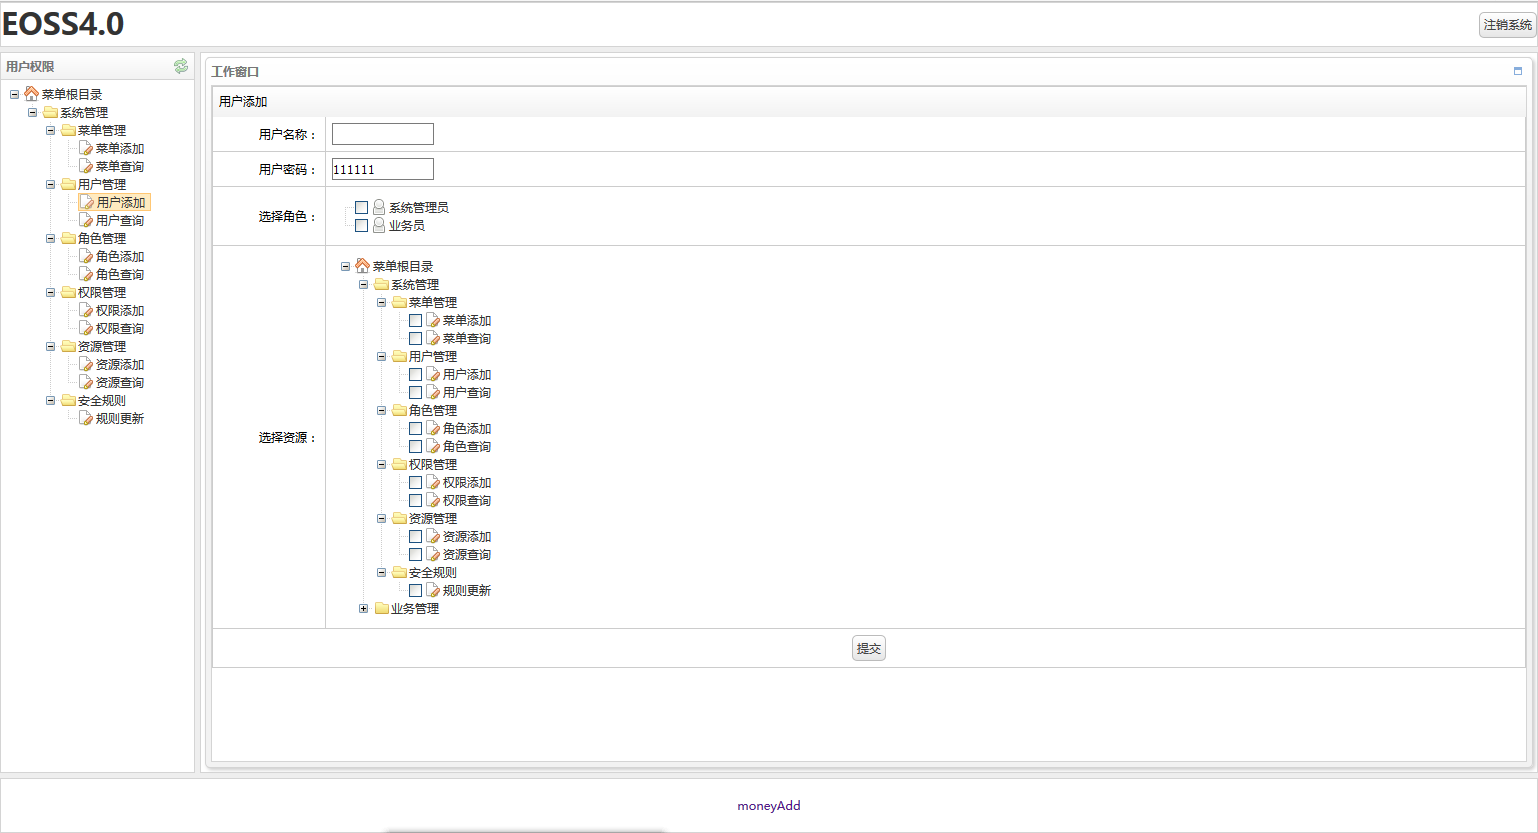 EOSS4.0
注销系统
用户权限
菜单根目录
系统管理
菜单管理
菜单添加
菜单查询
用户管理
用户添加
用户查询
角色管理
角色添加
角色查询
权限管理
权限添加
权限查询
资源管理
资源添加
资源查询
安全规则
规则更新
工作窗口
用户添加
用户名称：
用户密码： 111111
选择角色：
系统管理员
业务员
选择资源：
菜单根目录
系统管理
菜单管理
菜单添加
菜单查询
用户管理
用户添加
用户查询
角色管理
角色添加
角色查询
权限管理
权限添加
权限查询
资源管理
资源添加
资源查询
安全规则
规则更新
业务管理
提交
moneyAdd